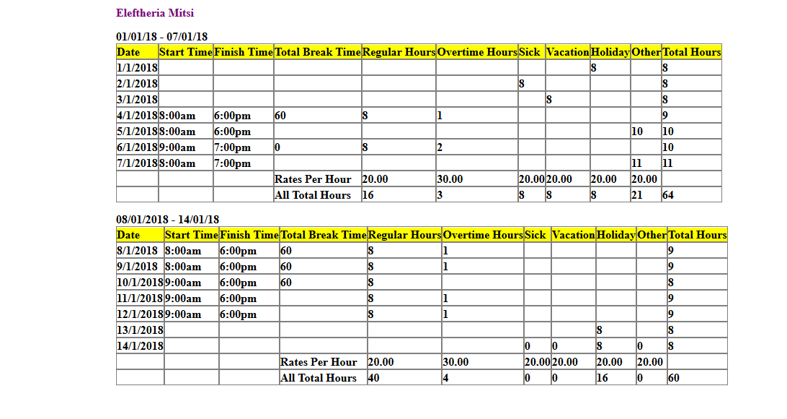 Eleftheria Mitsi
01/01/18 - 07/01/18
Date Start Time Finish Time Total Break Time Regular Hours Overtime Hours Sick Vacation Holiday Other Total Hours
1/1/2018 8 8
2/1/2018 8 8
3/1/2018 8 8
4/1/2018 8:00am 6:00pm 60 8 1 9
5/1/2018 8:00am 6:00pm 10 10
6/1/2018 9:00am 7:00pm 0 8 2 10
7/1/2018 8:00am 7:00pm 11 11
Rates Per Hour 20.00 30.00 20.00 20.00 20.00 20.00
All Total Hours 16 3 8 8 8 21 64
08/01/2018 - 14/01/18
Date Start Time Finish Time Total Break Time Regular Hours Overtime Hours Sick Vacation Holiday Other Total Hours
8/1/2018 8:00am 6:00pm 60 8 1 9
9/1/2018 8:00am 6:00pm 60 8 1 9
10/1/2018 9:00am 6:00pm 60 8 8
11/1/2018 9:00am 6:00pm 8 1 9
12/1/2018 9:00am 6:00pm 8 1 9
13/1/2018 8 8
14/1/2018 0 0 8 0 8
Rates Per Hour 20.00 30.00 20.00 20.00 20.00 20.00
All Total Hours 40 4 0 0 16 0 60